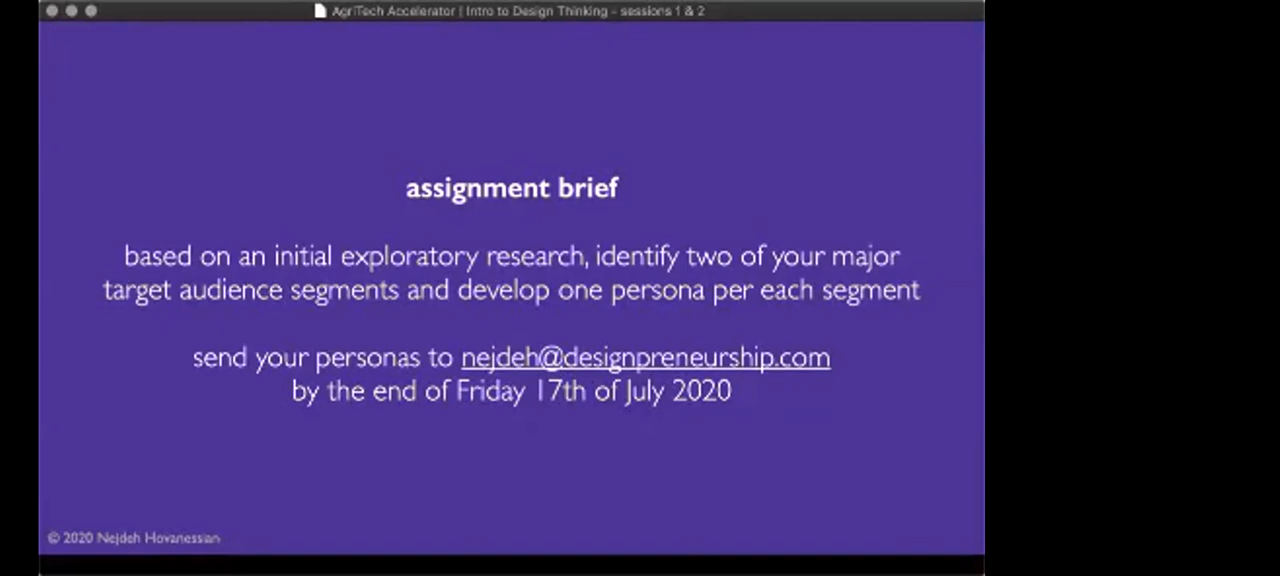 AgriTech Accelerator | Intro to Design Thinking - sessions 1 & 2
assignment brief
based on an initial exploratory research, identify two of your major
target audience segments and develop one persona per each segment
send your personas to nejdeh@designpreneurship.com
by the end of Friday 17th of July 2020
© 2020 Nejdeh Hovanessian